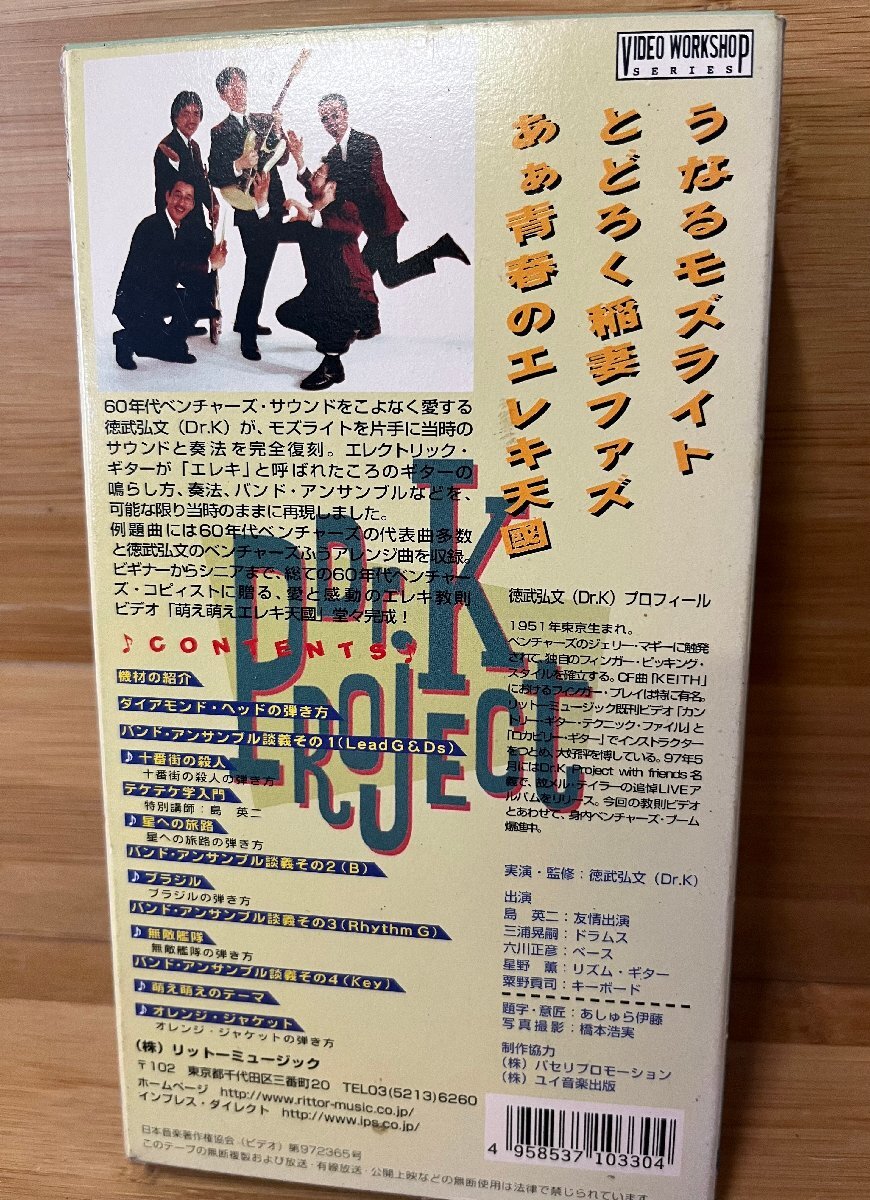 VIDEO WORKSHOP
SERIES
うなるモズライト
とどろく稲妻ファズ
あぁ青春のエレキ天國
60年代ベンチャーズ・サウンドをこよなく愛する
徳武弘文（Dr.K）が、モズライトを片手に当時の
サウンドと奏法を完全復刻。エレクトリック・
ギターが「エレキ」と呼ばれたころのギターの
鳴らし方、奏法、バンド・アンサンブルなどを、
可能な限り当時のままに再現しました。
例題曲には60年代ベンチャーズの代表曲多数
と徳武弘文のベンチャーズふうアレンジ曲を収録。
ビギナーからシニアまで、総ての60年代ベンチャー
ズ・コピィストに贈る、愛と感動のエレキ教則
ビデオ「萌え萌えエレキ天國」堂々完成！
DR.K
PROJECT
♪CONTENTS♪
機材の紹介
ダイアモンド・ヘッドの弾き方
バンド・アンサンブル談義その1（Lead G & Ds）
♪十番街の殺人
十番街の殺人の弾き方
テケテケ学入門
特別講師：島 英二
♪星への旅路
星への旅路の弾き方
バンド・アンサンブル談義その2（B）
♪ブラジル
ブラジルの弾き方
バンド・アンサンブル談義その3（Rhythm G）
♪無敵艦隊
無敵艦隊の弾き方
バンド・アンサンブル談義その4（Key）
♪萌え萌えのテーマ
♪オレンジ・ジャケット
オレンジ・ジャケットの弾き方
（株）リットーミュージック
〒102 東京都千代田区三番町20 TEL03(5213)6260
ホームページ http://www.rittor-music.co.jp/
インプレス・ダイレクト http://www.ips.co.jp/
日本音楽著作権協会（ビデオ）第972365号
このテープの無断複製および放送・有線放送・公開上映などの無断使用は法律で禁じられています
徳武弘文（Dr.K）プロフィール
1951年東京生まれ。
ベンチャーズのジェリー・マギーに触発
されて、独自のフィンガー・ピッキング・
スタイルを確立する。CF曲「KEITH」
におけるフィンガー・プレイは特に有名。
リットーミュージック既刊ビデオ「カン
トリー・ギター・テクニック・ファイル」と
「ロカビリー・ギター」でインストラクター
をつとめ、大好評を博している。97年5
月にはDr.K Project with friends名
義で、故メル・テイラーの追悼LIVEア
ルバムをリリース。今回の教則ビデオ
とあわせて、身内ベンチャーズ・ブーム
爆進中。
実演・監修：徳武弘文（Dr.K）
出演
島 英二：友情出演
三浦晃嗣：ドラムス
六川正彦：ベース
星野 薫：リズム・ギター
粟野貢司：キーボード
題字・意匠：あしゅら伊藤
写真撮影：橋本浩実
制作協力
（株）パセリプロモーション
（株）ユイ音楽出版
4 958537 103304